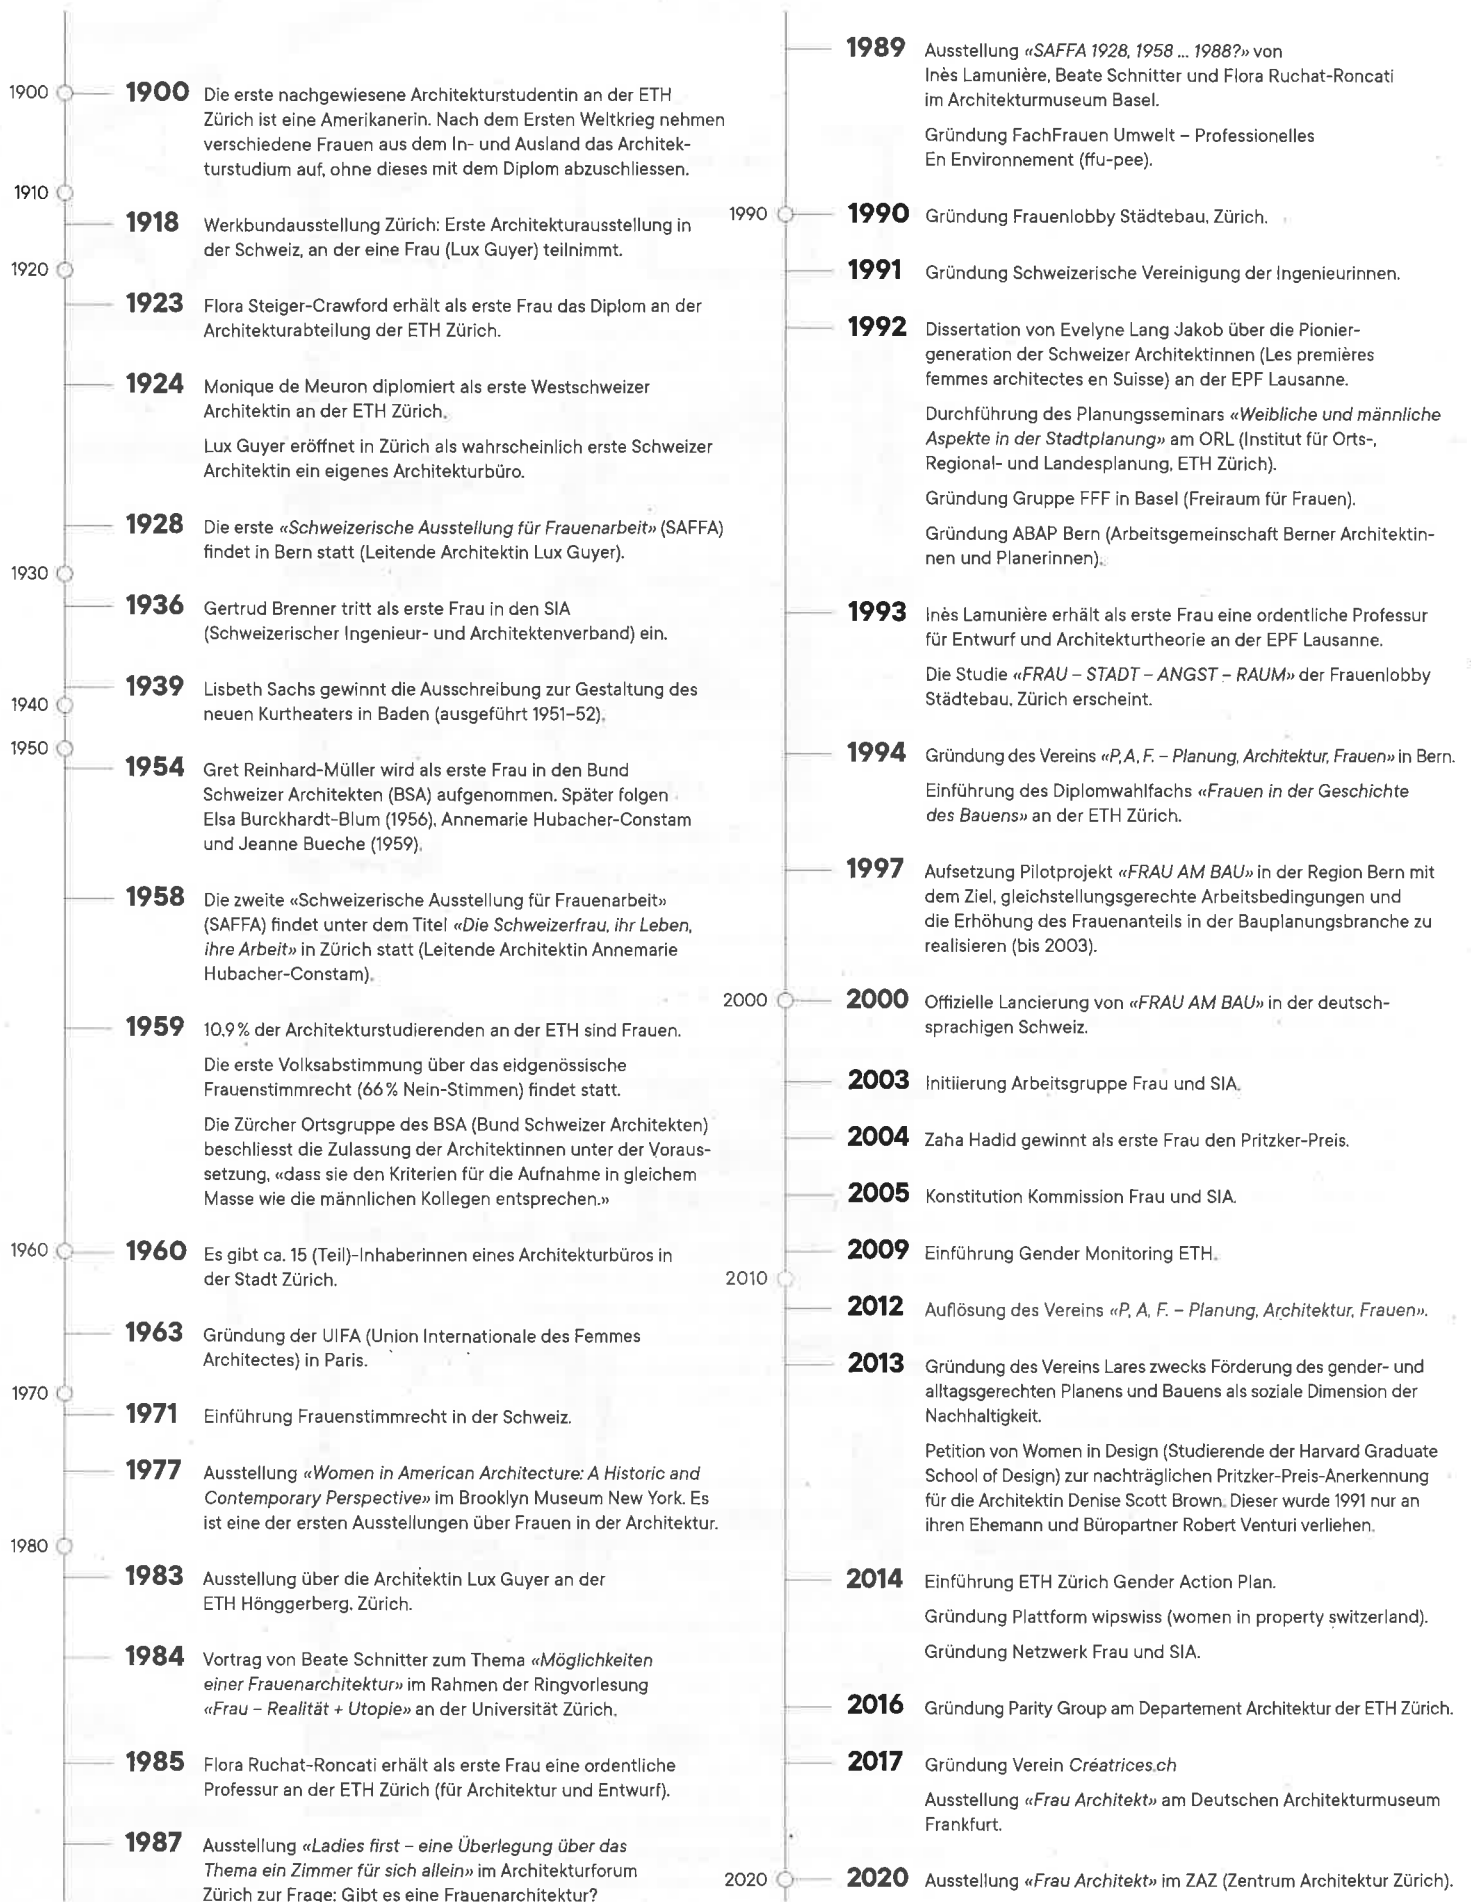 1900
1900 Die erste nachgewiesene Architekturstudentin an der ETH
Zürich ist eine Amerikanerin. Nach dem Ersten Weltkrieg nehmen
verschiedene Frauen aus dem In- und Ausland das Architek-
turstudium auf, ohne dieses mit dem Diplom abzuschliessen.
1910
1918 Werkbundausstellung Zürich: Erste Architekturausstellung in
der Schweiz, an der eine Frau (Lux Guyer) teilnimmt.
1920
1923 Flora Steiger-Crawford erhält als erste Frau das Diplom an der
Architekturabteilung der ETH Zürich.
1924 Monique de Meuron diplomiert als erste Westschweizer
Architektin an der ETH Zürich.
Lux Guyer eröffnet in Zürich als wahrscheinlich erste Schweizer
Architektin ein eigenes Architekturbüro.
1928 Die erste «Schweizerische Ausstellung für Frauenarbeit» (SAFFA)
findet in Bern statt (Leitende Architektin Lux Guyer).
1930
1936 Gertrud Brenner tritt als erste Frau in den SIA
(Schweizerischer Ingenieur- und Architektenverband) ein.
1939 Lisbeth Sachs gewinnt die Ausschreibung zur Gestaltung des
neuen Kurtheaters in Baden (ausgeführt 1951–52).
1940
1950
1954 Gret Reinhard-Müller wird als erste Frau in den Bund
Schweizer Architekten (BSA) aufgenommen. Später folgen
Elsa Burckhardt-Blum (1956), Annemarie Hubacher-Constam
und Jeanne Bueche (1959).
1958 Die zweite «Schweizerische Ausstellung für Frauenarbeit»
(SAFFA) findet unter dem Titel «Die Schweizerfrau, ihr Leben,
ihre Arbeit» in Zürich statt (Leitende Architektin Annemarie
Hubacher-Constam).
1959 10,9 % der Architekturstudierenden an der ETH sind Frauen.
Die erste Volksabstimmung über das eidgenössische
Frauenstimmrecht (66 % Nein-Stimmen) findet statt.
Die Zürcher Ortsgruppe des BSA (Bund Schweizer Architekten)
beschliesst die Zulassung der Architektinnen unter der Voraus-
setzung, «dass sie den Kriterien für die Aufnahme in gleichem
Masse wie die männlichen Kollegen entsprechen.»
1960
1960 Es gibt ca. 15 (Teil)-Inhaberinnen eines Architekturbüros in
der Stadt Zürich.
1963 Gründung der UIFA (Union Internationale des Femmes
Architectes) in Paris.
1970
1971 Einführung Frauenstimmrecht in der Schweiz.
1977 Ausstellung «Women in American Architecture: A Historic and
Contemporary Perspective» im Brooklyn Museum New York. Es
ist eine der ersten Ausstellungen über Frauen in der Architektur.
1980
1983 Ausstellung über die Architektin Lux Guyer an der
ETH Hönggerberg, Zürich.
1984 Vortrag von Beate Schnitter zum Thema «Möglichkeiten
einer Frauenarchitektur» im Rahmen der Ringvorlesung
«Frau – Realität + Utopie» an der Universität Zürich.
1985 Flora Ruchat-Roncati erhält als erste Frau eine ordentliche
Professur an der ETH Zürich (für Architektur und Entwurf).
1987 Ausstellung «Ladies first – eine Überlegung über das
Thema ein Zimmer für sich allein» im Architekturforum
Zürich zur Frage: Gibt es eine Frauenarchitektur?
1989 Ausstellung «SAFFA 1928, 1958 ... 1988?» von
Inès Lamunière, Beate Schnitter und Flora Ruchat-Roncati
im Architekturmuseum Basel.
Gründung FachFrauen Umwelt – Professionelles
En Environnement (ffu-pee).
1990
1990 Gründung Frauenlobby Städtebau, Zürich.
1991 Gründung Schweizerische Vereinigung der Ingenieurinnen.
1992 Dissertation von Evelyne Lang Jakob über die Pionier-
generation der Schweizer Architektinnen (Les premières
femmes architectes en Suisse) an der EPF Lausanne.
Durchführung des Planungsseminars «Weibliche und männliche
Aspekte in der Stadtplanung» am ORL (Institut für Orts-,
Regional- und Landesplanung, ETH Zürich).
Gründung Gruppe FFF in Basel (Freiraum für Frauen).
Gründung ABAP Bern (Arbeitsgemeinschaft Berner Architektin-
nen und Planerinnen).
1993 Inès Lamunière erhält als erste Frau eine ordentliche Professur
für Entwurf und Architekturtheorie an der EPF Lausanne.
Die Studie «FRAU – STADT – ANGST – RAUM» der Frauenlobby
Städtebau, Zürich erscheint.
1994 Gründung des Vereins «P, A, F. – Planung, Architektur, Frauen» in Bern.
Einführung des Diplomwahlfachs «Frauen in der Geschichte
des Bauens» an der ETH Zürich.
1997 Aufsetzung Pilotprojekt «FRAU AM BAU» in der Region Bern mit
dem Ziel, gleichstellungsgerechte Arbeitsbedingungen und
die Erhöhung des Frauenanteils in der Bauplanungsbranche zu
realisieren (bis 2003).
2000
2000 Offizielle Lancierung von «FRAU AM BAU» in der deutsch-
sprachigen Schweiz.
2003 Initiierung Arbeitsgruppe Frau und SIA.
2004 Zaha Hadid gewinnt als erste Frau den Pritzker-Preis.
2005 Konstitution Kommission Frau und SIA.
2009 Einführung Gender Monitoring ETH.
2010
2012 Auflösung des Vereins «P, A, F. – Planung, Architektur, Frauen».
2013 Gründung des Vereins Lares zwecks Förderung des gender- und
alltagsgerechten Planens und Bauens als soziale Dimension der
Nachhaltigkeit.
Petition von Women in Design (Studierende der Harvard Graduate
School of Design) zur nachträglichen Pritzker-Preis-Anerkennung
für die Architektin Denise Scott Brown. Dieser wurde 1991 nur an
ihren Ehemann und Büropartner Robert Venturi verliehen.
2014 Einführung ETH Zürich Gender Action Plan.
Gründung Plattform wipswiss (women in property switzerland).
Gründung Netzwerk Frau und SIA.
2016 Gründung Parity Group am Departement Architektur der ETH Zürich.
2017 Gründung Verein Créatrices.ch
Ausstellung «Frau Architekt» am Deutschen Architekturmuseum
Frankfurt.
2020
2020 Ausstellung «Frau Architekt» im ZAZ (Zentrum Architektur Zürich).